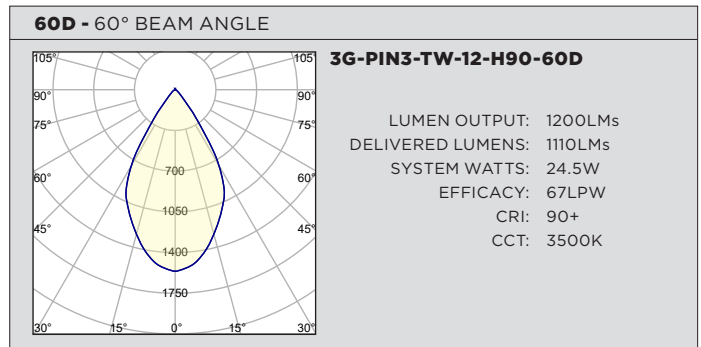 60D - 60° BEAM ANGLE
3G-PIN3-TW-12-H90-60D
105° 105°
90° 90°
75° 75°
60° 60°
45° 45°
700
1050
1400
1750
30° 15° 0° 15° 30°
LUMEN OUTPUT: 1200LMs
DELIVERED LUMENS: 1110LMs
SYSTEM WATTS: 24.5W
EFFICACY: 67LPW
CRI: 90+
CCT: 3500K